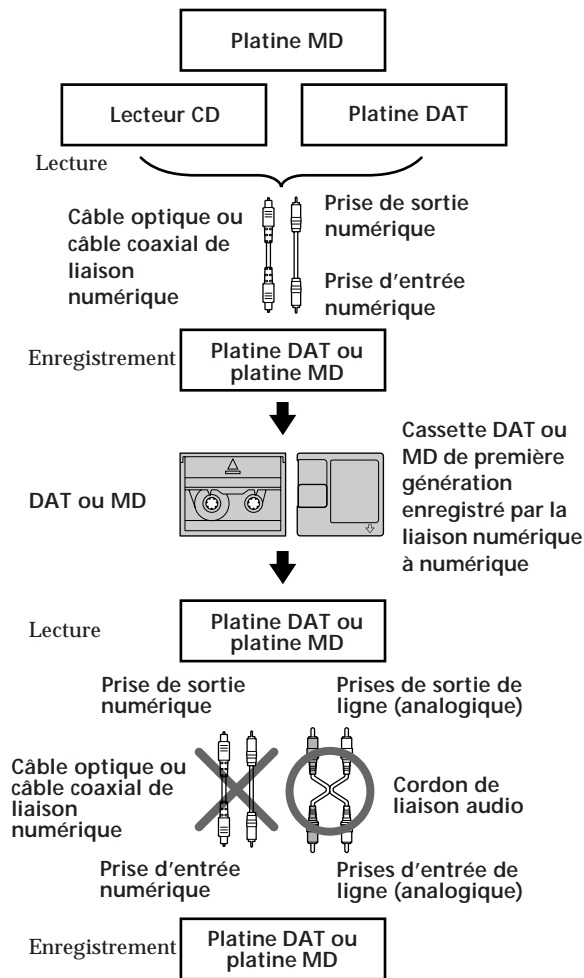 Platine MD
Lecteur CD
Platine DAT
Lecture
Câble optique ou
câble coaxial de
liaison
numérique
Prise de sortie
numérique
Prise d'entrée
numérique
Enregistrement
Platine DAT ou
platine MD
DAT ou MD
Cassette DAT ou
MD de première
génération
enregistré par la
liaison numérique
à numérique
Lecture
Platine DAT ou
platine MD
Prise de sortie
numérique
Prises de sortie de
ligne (analogique)
Câble optique ou
câble coaxial de
liaison
numérique
Cordon de
liaison audio
Prise d'entrée
numérique
Prises d'entrée de
ligne (analogique)
Enregistrement
Platine DAT ou
platine MD